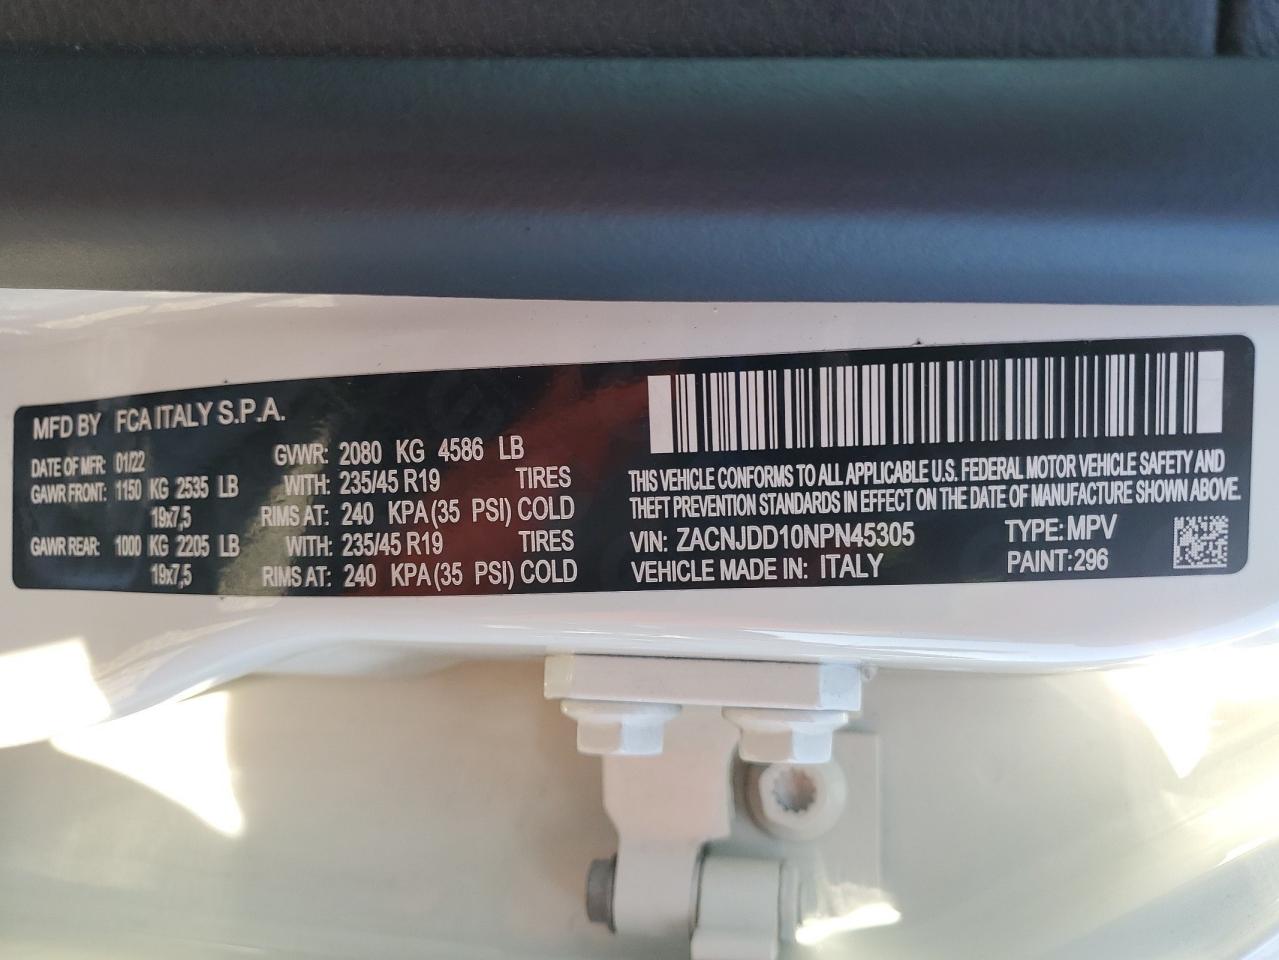 MFD BY FCA ITALY S.P.A.
DATE OF MFR: 01/22 GVWR: 2080 KG 4586 LB
GAWR FRONT: 1150 KG 2535 LB WITH: 235/45 R19 TIRES
19x7,5 RIMS AT: 240 KPA (35 PSI) COLD
GAWR REAR: 1000 KG 2205 LB WITH: 235/45 R19 TIRES
19x7,5 RIMS AT: 240 KPA (35 PSI) COLD
THIS VEHICLE CONFORMS TO ALL APPLICABLE U.S. FEDERAL MOTOR VEHICLE SAFETY AND
THEFT PREVENTION STANDARDS IN EFFECT ON THE DATE OF MANUFACTURE SHOWN ABOVE.
VIN: ZACNJDD10NPN45305 TYPE: MPV
VEHICLE MADE IN: ITALY PAINT: 296